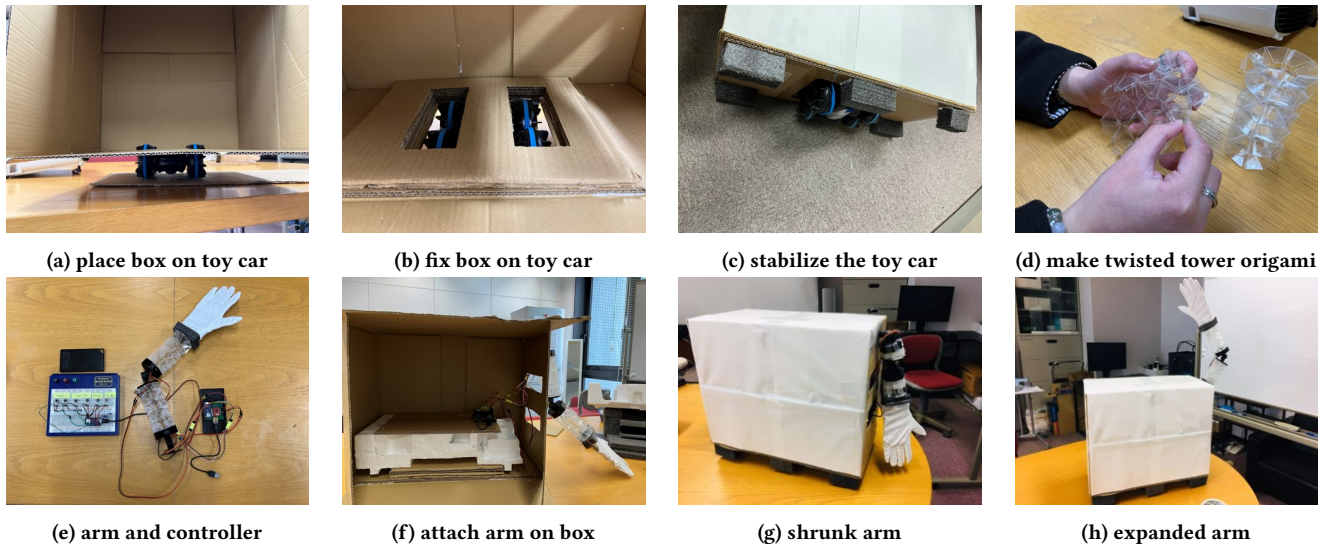 (a) place box on toy car
(b) fix box on toy car
(c) stabilize the toy car
(d) make twisted tower origami
(e) arm and controller
(f) attach arm on box
(g) shrunk arm
(h) expanded arm